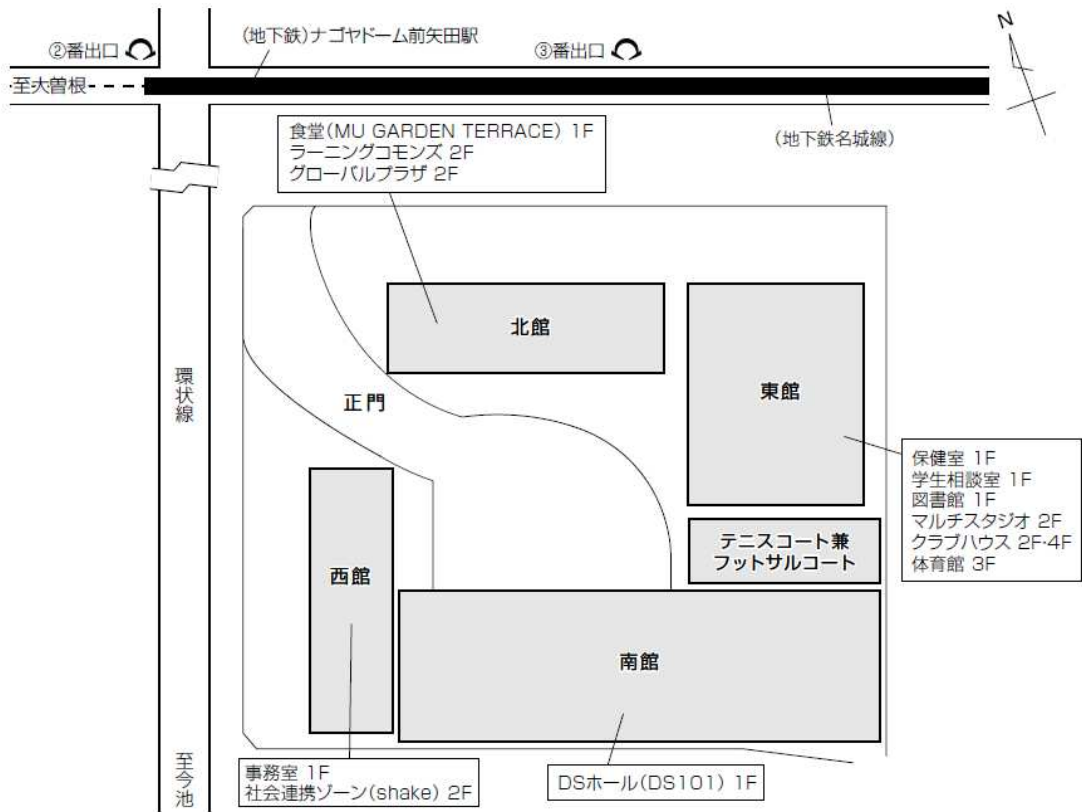 ②番出口
(地下鉄)ナゴヤドーム前矢田駅
③番出口
N
至大曽根
(地下鉄名城線)
食堂(MU GARDEN TERRACE) 1F
ラーニングコモンズ 2F
グローバルプラザ 2F
北館
東館
環状線
正門
保健室 1F
学生相談室 1F
図書館 1F
マルチスタジオ 2F
クラブハウス 2F・4F
体育館 3F
テニスコート兼
フットサルコート
西館
南館
至今池
事務室 1F
社会連携ゾーン(shake) 2F
DSホール(DS101) 1F